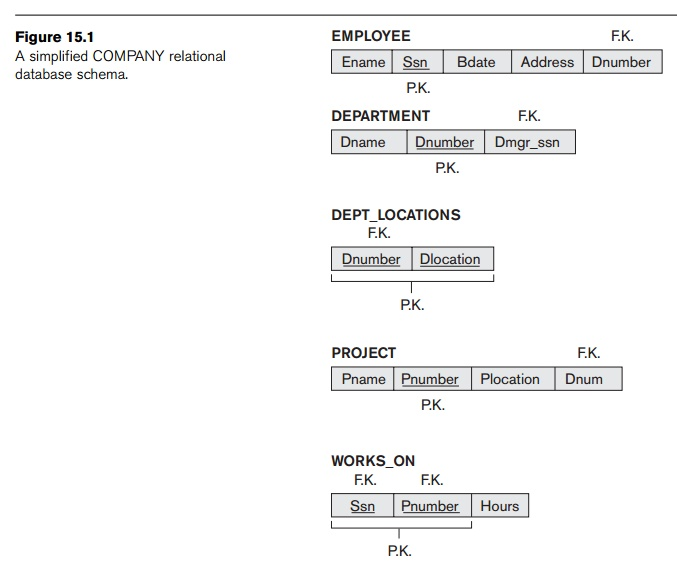 Figure 15.1
A simplified COMPANY relational
database schema.
EMPLOYEE F.K.
Ename Ssn Bdate Address Dnumber
P.K.
DEPARTMENT F.K.
Dname Dnumber Dmgr_ssn
P.K.
DEPT_LOCATIONS
F.K.
Dnumber Dlocation
P.K.
PROJECT F.K.
Pname Pnumber Plocation Dnum
P.K.
WORKS_ON
F.K. F.K.
Ssn Pnumber Hours
P.K.